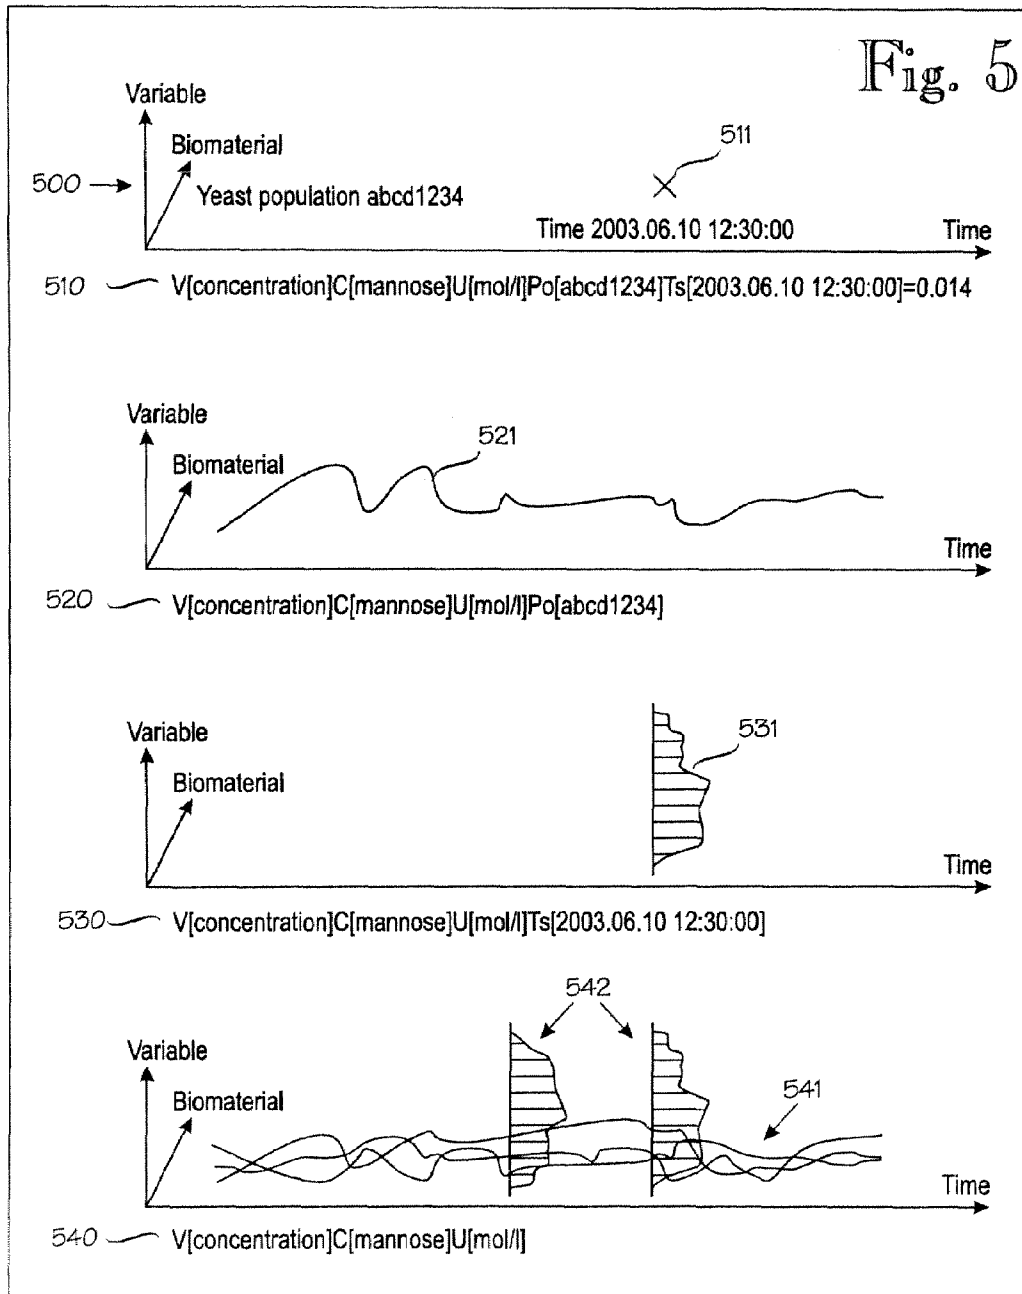 Fig. 5
Variable
511
Biomaterial
500
Yeast population abcd1234
Time 2003.06.10 12:30:00
Time
510 V[concentration]C[mannose]U[mol/l]Po[abcd1234]Ts[2003.06.10 12:30:00]=0.014
Variable
521
Biomaterial
Time
520 V[concentration]C[mannose]U[mol/l]Po[abcd1234]
Variable
531
Biomaterial
Time
530 V[concentration]C[mannose]U[mol/l]Ts[2003.06.10 12:30:00]
542
Variable
541
Biomaterial
Time
540 V[concentration]C[mannose]U[mol/l]